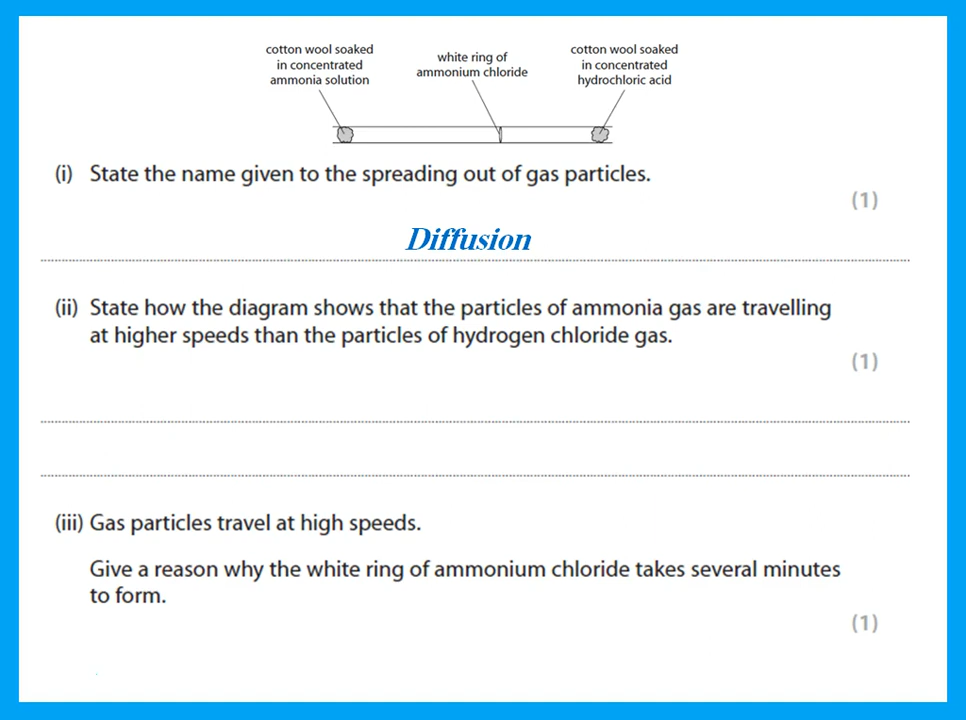 cotton wool soaked
in concentrated
ammonia solution
white ring of
ammonium chloride
cotton wool soaked
in concentrated
hydrochloric acid
(i) State the name given to the spreading out of gas particles.
(1)
Diffusion
(ii) State how the diagram shows that the particles of ammonia gas are travelling
at higher speeds than the particles of hydrogen chloride gas.
(1)
(iii) Gas particles travel at high speeds.
Give a reason why the white ring of ammonium chloride takes several minutes
to form.
(1)